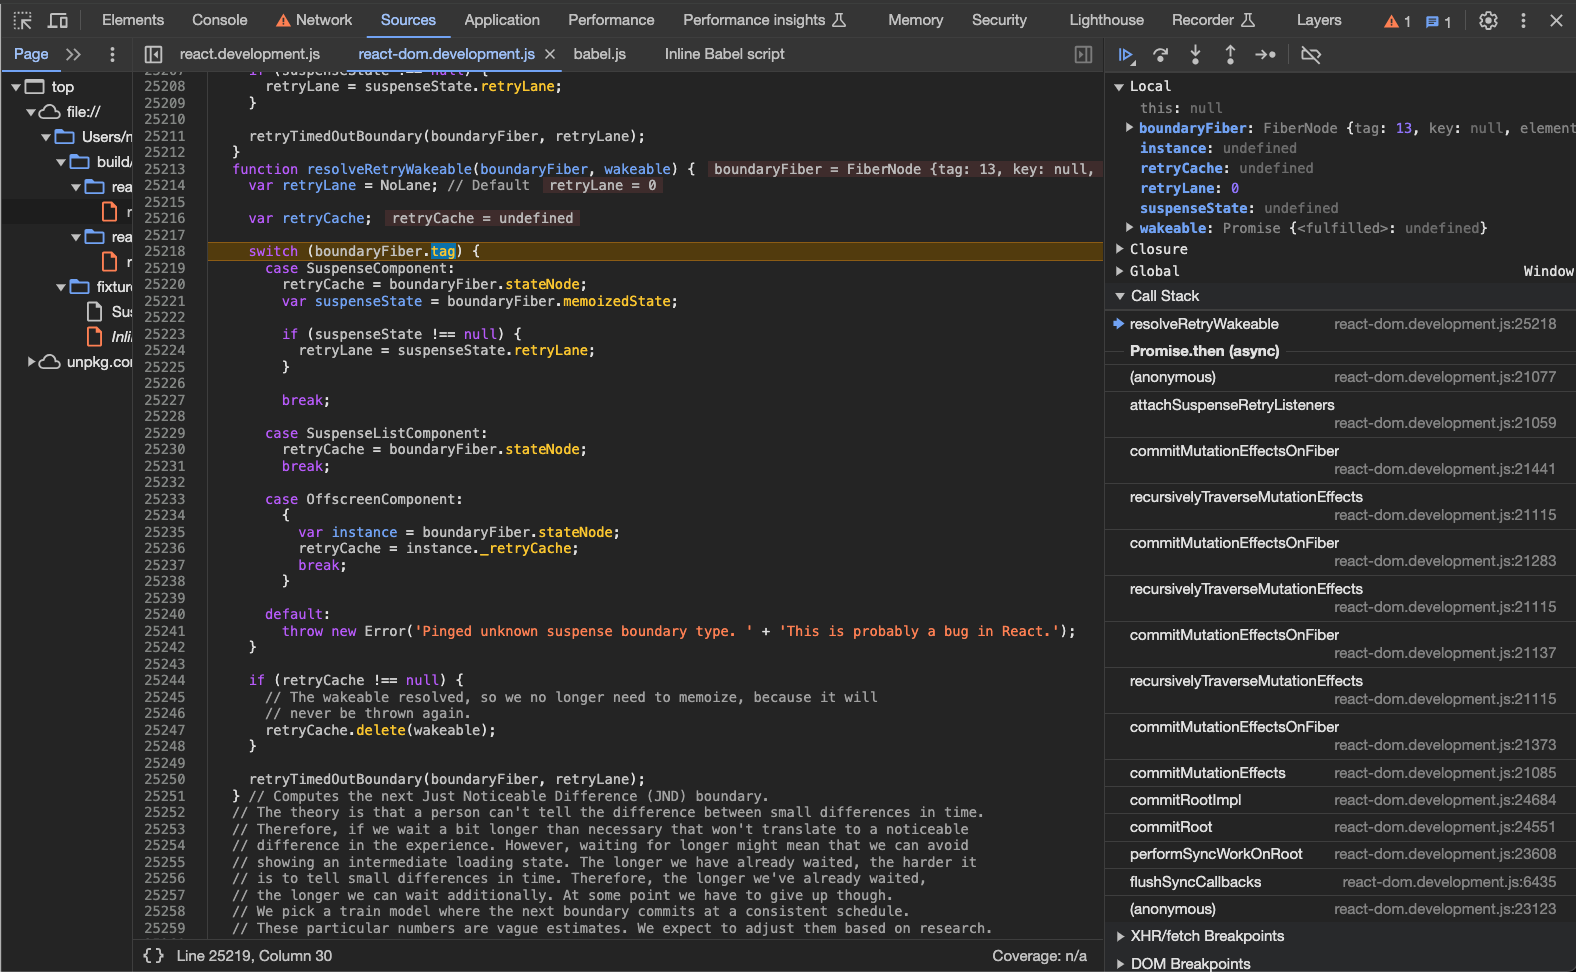 Elements Console Network Sources Application Performance Performance insights Memory Security Lighthouse Recorder Layers 1 1
Page
react.development.js react-dom.development.js babel.js Inline Babel script
top
file://
Users/
build/
rea
rea
fixture
Sus
Inli
unpkg.co
25208 retryLane = suspenseState.retryLane;
25209 }
25210
25211 retryTimedOutBoundary(boundaryFiber, retryLane);
25212 }
25213 function resolveRetryWakeable(boundaryFiber, wakeable) { boundaryFiber = FiberNode {tag: 13, key: null,
25214 var retryLane = NoLane; // Default retryLane = 0
25215
25216 var retryCache; retryCache = undefined
25217
25218 switch (boundaryFiber.tag) {
25219 case SuspenseComponent:
25220 retryCache = boundaryFiber.stateNode;
25221 var suspenseState = boundaryFiber.memoizedState;
25222
25223 if (suspenseState !== null) {
25224 retryLane = suspenseState.retryLane;
25225 }
25226
25227 break;
25228
25229 case SuspenseListComponent:
25230 retryCache = boundaryFiber.stateNode;
25231 break;
25232
25233 case OffscreenComponent:
25234 {
25235 var instance = boundaryFiber.stateNode;
25236 retryCache = instance._retryCache;
25237 break;
25238 }
25239
25240 default:
25241 throw new Error('Pinged unknown suspense boundary type. ' + 'This is probably a bug in React.');
25242 }
25243
25244 if (retryCache !== null) {
25245 // The wakeable resolved, so we no longer need to memoize, because it will
25246 // never be thrown again.
25247 retryCache.delete(wakeable);
25248 }
25249
25250 retryTimedOutBoundary(boundaryFiber, retryLane);
25251 } // Computes the next Just Noticeable Difference (JND) boundary.
25252 // The theory is that a person can't tell the difference between small differences in time.
25253 // Therefore, if we wait a bit longer than necessary that won't translate to a noticeable
25254 // difference in the experience. However, waiting for longer might mean that we can avoid
25255 // showing an intermediate loading state. The longer we have already waited, the harder it
25256 // is to tell small differences in time. Therefore, the longer we've already waited,
25257 // the longer we can wait additionally. At some point we have to give up though.
25258 // We pick a train model where the next boundary commits at a consistent schedule.
25259 // These particular numbers are vague estimates. We expect to adjust them based on research.
{} Line 25219, Column 30 Coverage: n/a
Local
this: null
boundaryFiber: FiberNode {tag: 13, key: null, element
instance: undefined
retryCache: undefined
retryLane: 0
suspenseState: undefined
wakeable: Promise {<fulfilled>: undefined}
Closure
Global Window
Call Stack
resolveRetryWakeable react-dom.development.js:25218
Promise.then (async)
(anonymous) react-dom.development.js:21077
attachSuspenseRetryListeners
react-dom.development.js:21059
commitMutationEffectsOnFiber
react-dom.development.js:21441
recursivelyTraverseMutationEffects
react-dom.development.js:21115
commitMutationEffectsOnFiber
react-dom.development.js:21283
recursivelyTraverseMutationEffects
react-dom.development.js:21115
commitMutationEffectsOnFiber
react-dom.development.js:21137
recursivelyTraverseMutationEffects
react-dom.development.js:21115
commitMutationEffectsOnFiber
react-dom.development.js:21373
commitMutationEffects react-dom.development.js:21085
commitRootImpl react-dom.development.js:24684
commitRoot react-dom.development.js:24551
performSyncWorkOnRoot react-dom.development.js:23608
flushSyncCallbacks react-dom.development.js:6435
(anonymous) react-dom.development.js:23123
XHR/fetch Breakpoints
DOM Breakpoints